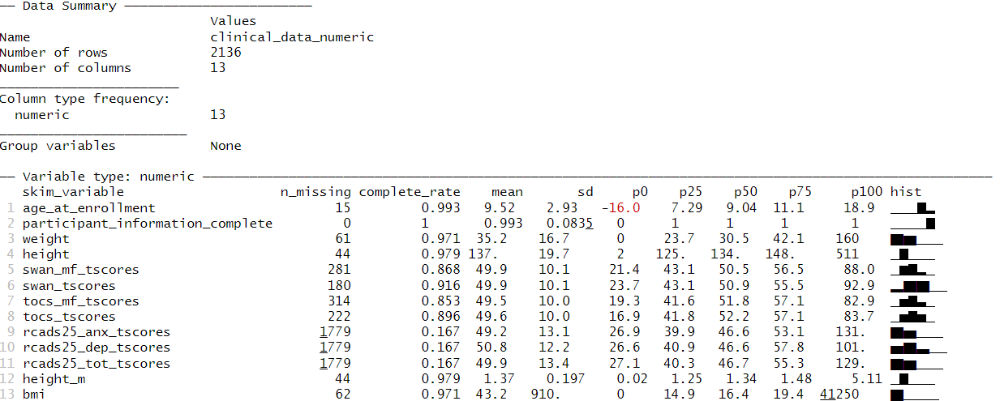 ── Data Summary ────────────────────────
                           Values
Name                       clinical_data_numeric
Number of rows             2136
Number of columns          13
_______________________
Column type frequency:
  numeric                  13
________________________
Group variables            None
── Variable type: numeric ──────────────────────────────
skim_variable n_missing complete_rate mean sd p0 p25 p50 p75 p100 hist
1 age_at_enrollment 15 0.993 9.52 2.93 -16.0 7.29 9.04 11.1 18.9
2 participant_information_complete 0 1 0.993 0.0835 0 1 1 1 1
3 weight 61 0.971 35.2 16.7 0 23.7 30.5 42.1 160
4 height 44 0.979 137. 19.7 2 125. 134. 148. 511
5 swan_mf_tscores 281 0.868 49.9 10.1 21.4 43.1 50.5 56.5 88.0
6 swan_tscores 180 0.916 49.9 10.1 23.7 43.1 50.9 55.5 92.9
7 tocs_mf_tscores 314 0.853 49.5 10.0 19.3 41.6 51.8 57.1 82.9
8 tocs_tscores 222 0.896 49.6 10.0 16.9 41.8 52.2 57.1 83.7
9 rcads25_anx_tscores 1779 0.167 49.2 13.1 26.9 39.9 46.6 53.1 131.
10 rcads25_dep_tscores 1779 0.167 50.8 12.2 26.6 40.9 46.6 57.8 101.
11 rcads25_tot_tscores 1779 0.167 49.9 13.4 27.1 40.3 46.7 55.3 129.
12 height_m 44 0.979 1.37 0.197 0.02 1.25 1.34 1.48 5.11
13 bmi 62 0.971 43.2 910. 0 14.9 16.4 19.4 41250